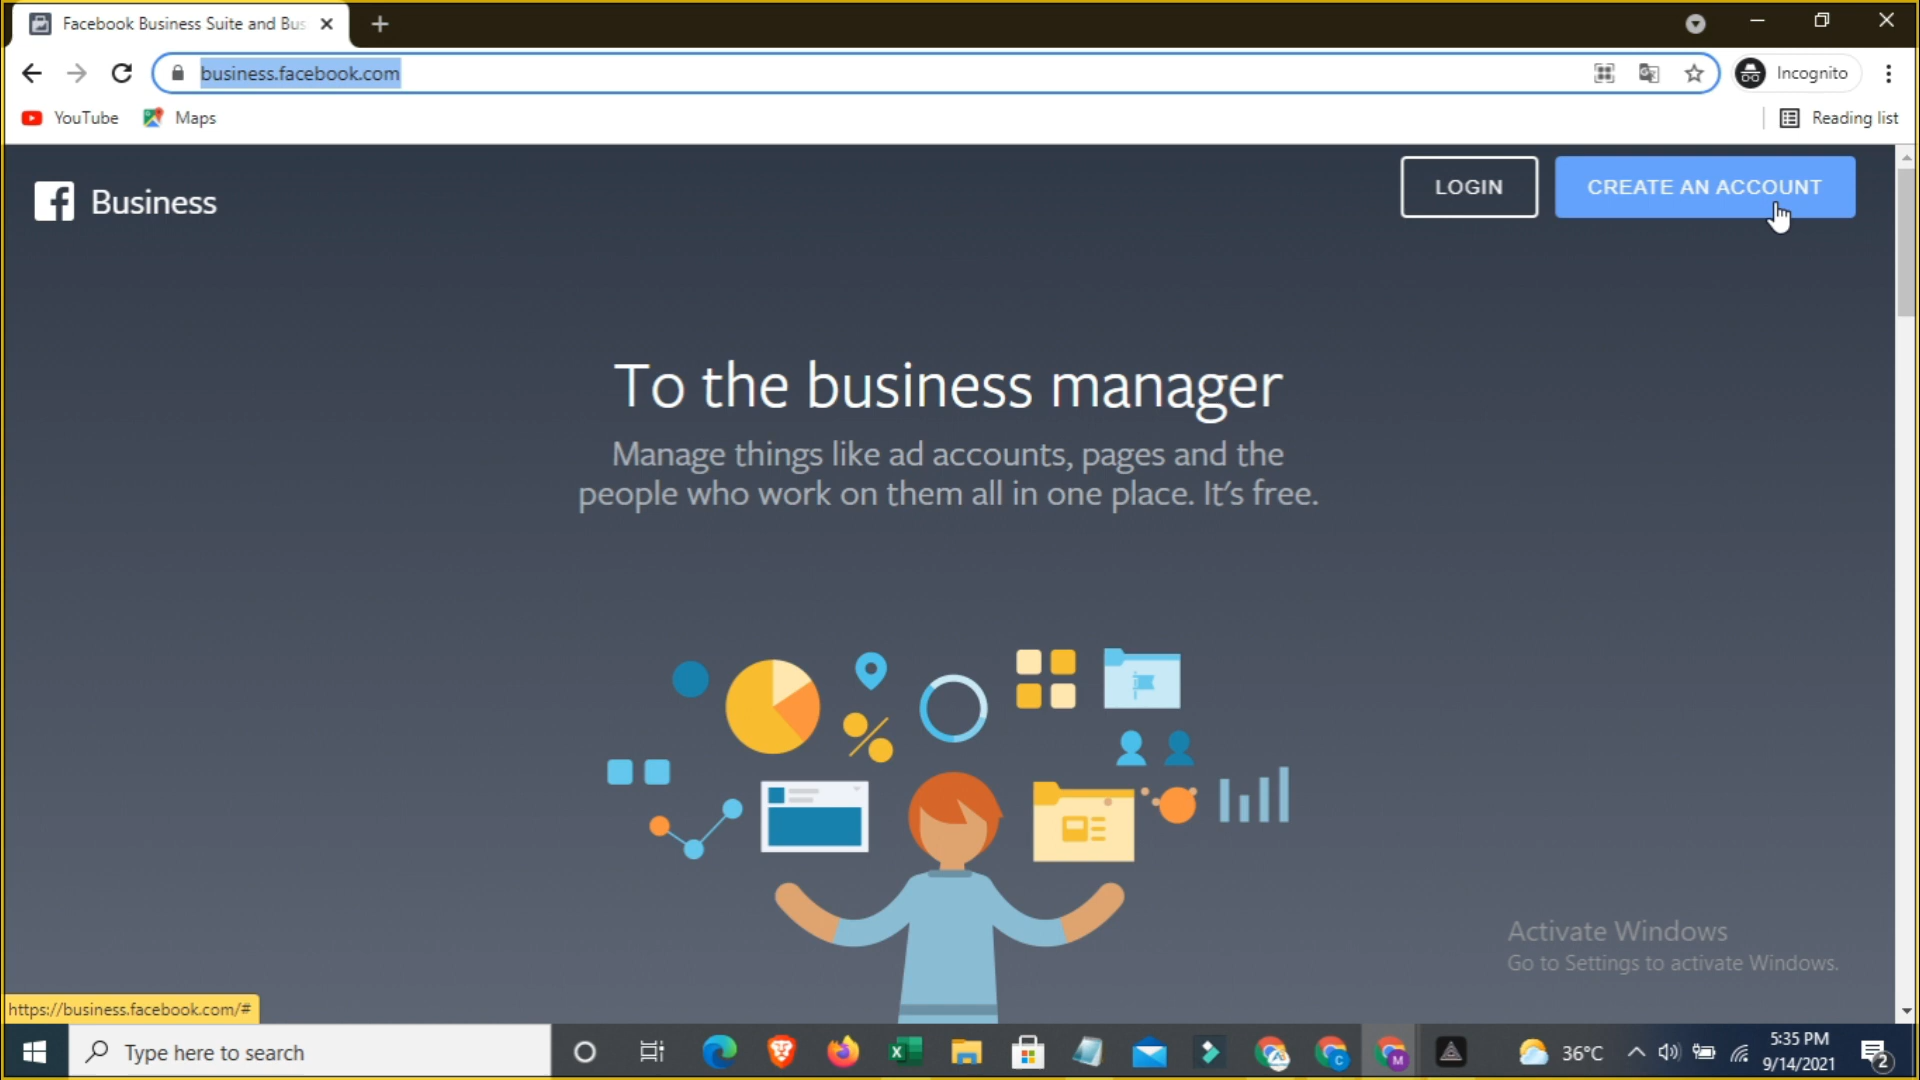 Facebook Business Suite and Bus
business.facebook.com
Incognito
YouTube
Maps
Reading list
Business
LOGIN
CREATE AN ACCOUNT
To the business manager
Manage things like ad accounts, pages and the
people who work on them all in one place. It's free.
Activate Windows
Go to Settings to activate Windows.
https://business.facebook.com/#
Type here to search
36°C
5:35 PM
9/14/2021
2